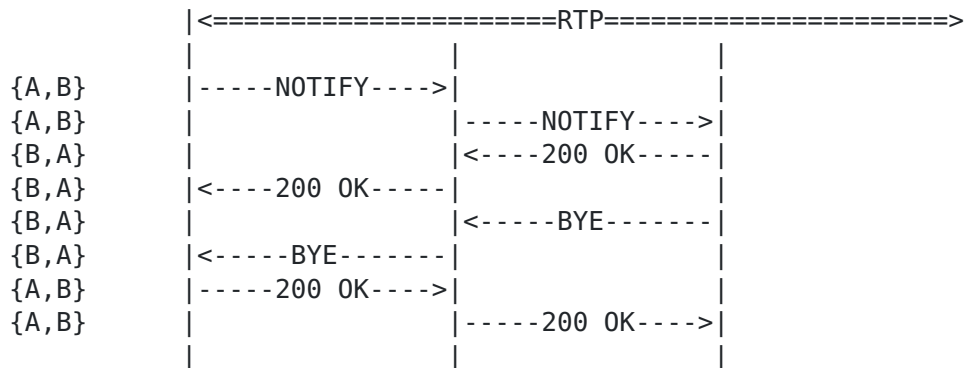 |<======================RTP======================>
            |                |                |
{A,B}       |-----NOTIFY---->|                |
{A,B}       |                |-----NOTIFY---->|
{B,A}       |                |<----200 OK-----|
{B,A}       |<----200 OK-----|                |
{B,A}       |                |<-----BYE-------|
{B,A}       |<-----BYE-------|                |
{A,B}       |-----200 OK---->|                |
{A,B}       |                |-----200 OK---->|
            |                |                |